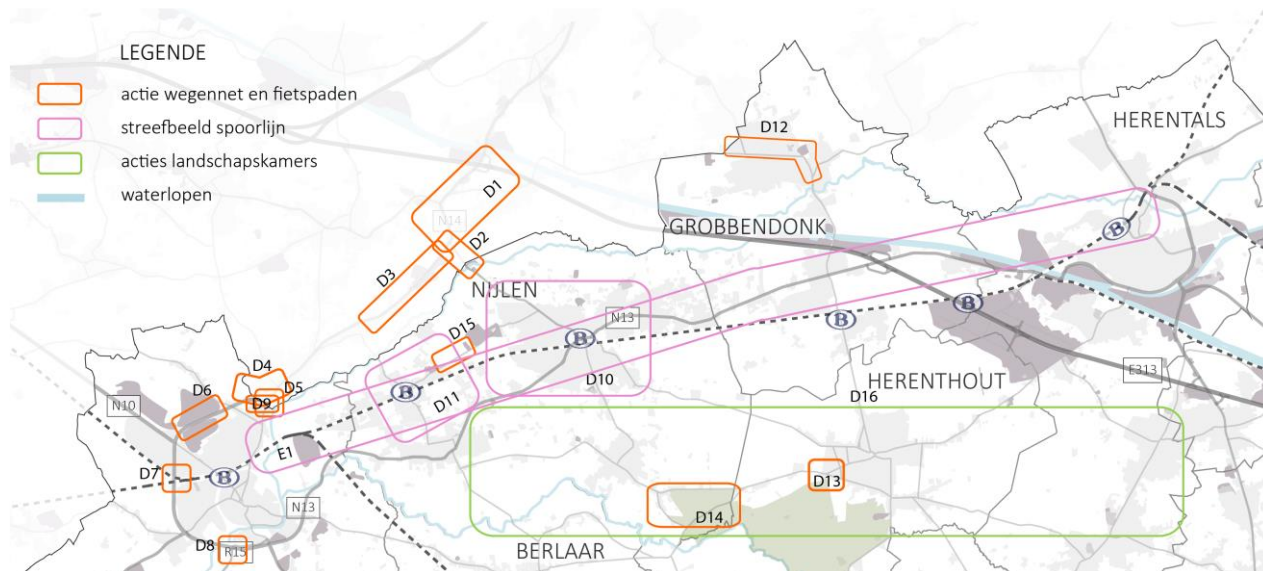 LEGENDE
actie wegennet en fietspaden
streefbeeld spoorlijn
acties landschapskamers
waterlopen
D12
HERENTALS
D1
N14
D2
GROBBENDONK
B
D3
NIJLEN
B
N13
B
D15
B
D10
D4
D5
D6
D9
N10
B
D11
HERENTHOUT
E313
D16
E1
D7
B
D13
N13
D14
D8
R15
BERLAAR